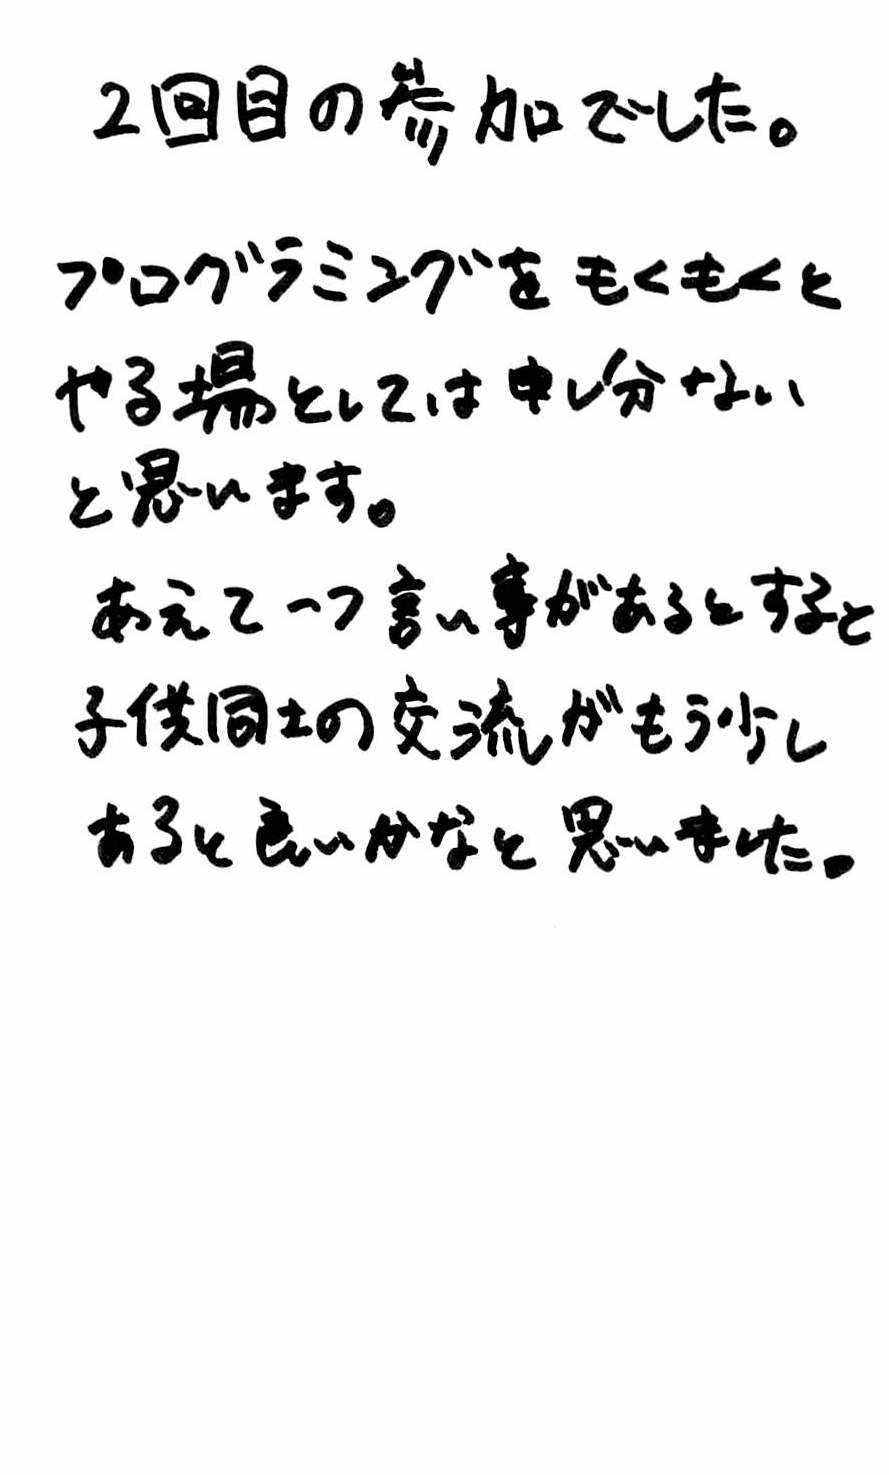 2回目の参加でした。
プログラミングをもくもくと
やる場としては申し分ない
と思います。
あえて一つ言い事があるとすると
子供同士の交流がもう少し
あると良いかなと思いました。